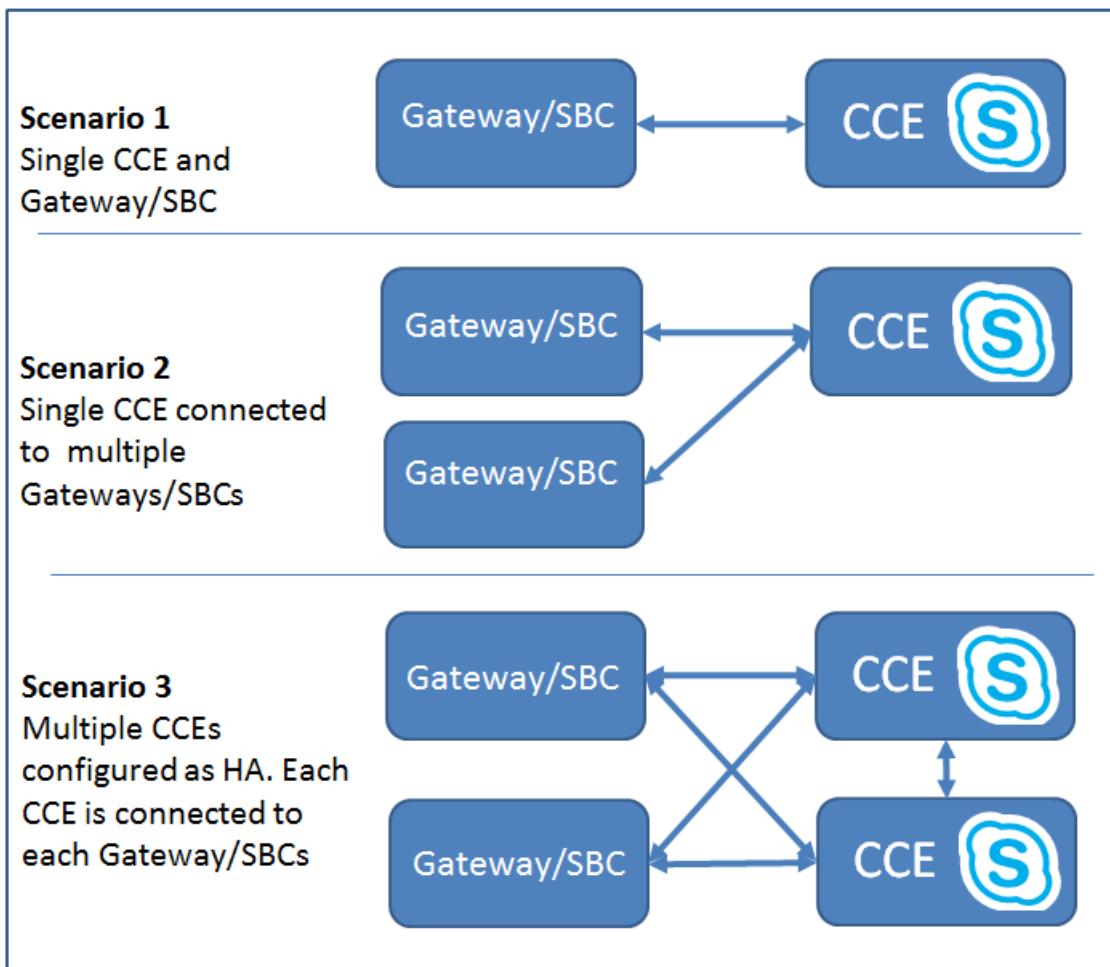 Scenario 1
Single CCE and
Gateway/SBC
Gateway/SBC
CCE
S
Scenario 2
Single CCE connected
to multiple
Gateways/SBCs
Gateway/SBC
CCE
S
Gateway/SBC
Scenario 3
Multiple CCEs
configured as HA. Each
CCE is connected to
each Gateway/SBCs
Gateway/SBC
CCE
S
Gateway/SBC
CCE
S